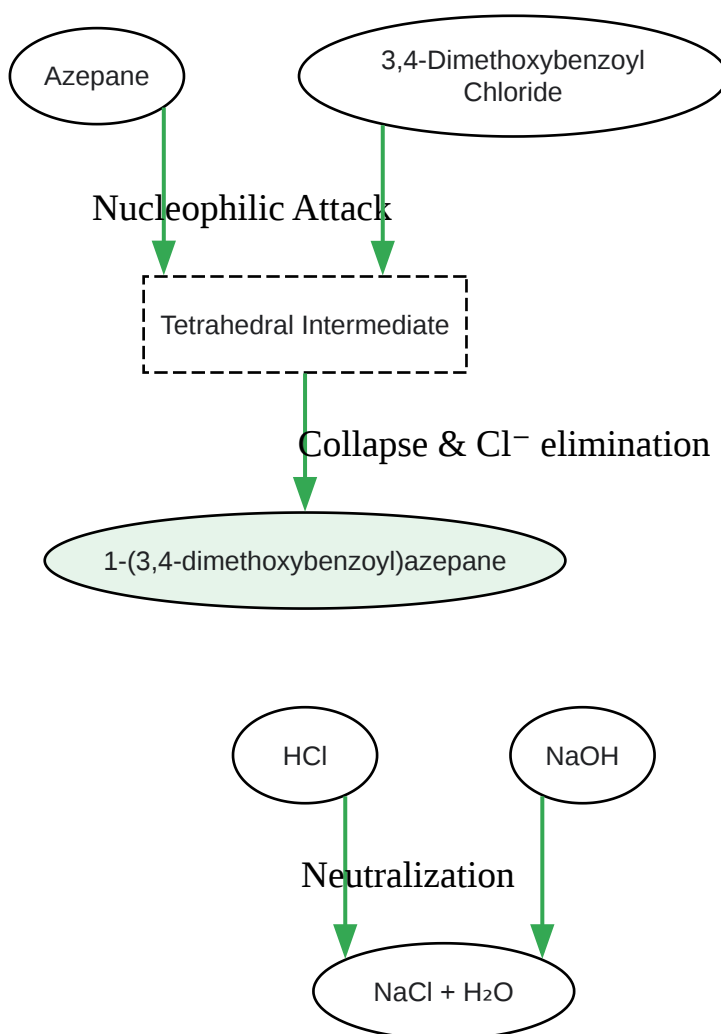 Azepane
3,4-Dimethoxybenzoyl
Chloride
Nucleophilic Attack
Tetrahedral Intermediate
Collapse & Cl⁻ elimination
1-(3,4-dimethoxybenzoyl)azepane
HCl
NaOH
Neutralization
NaCl + H₂O